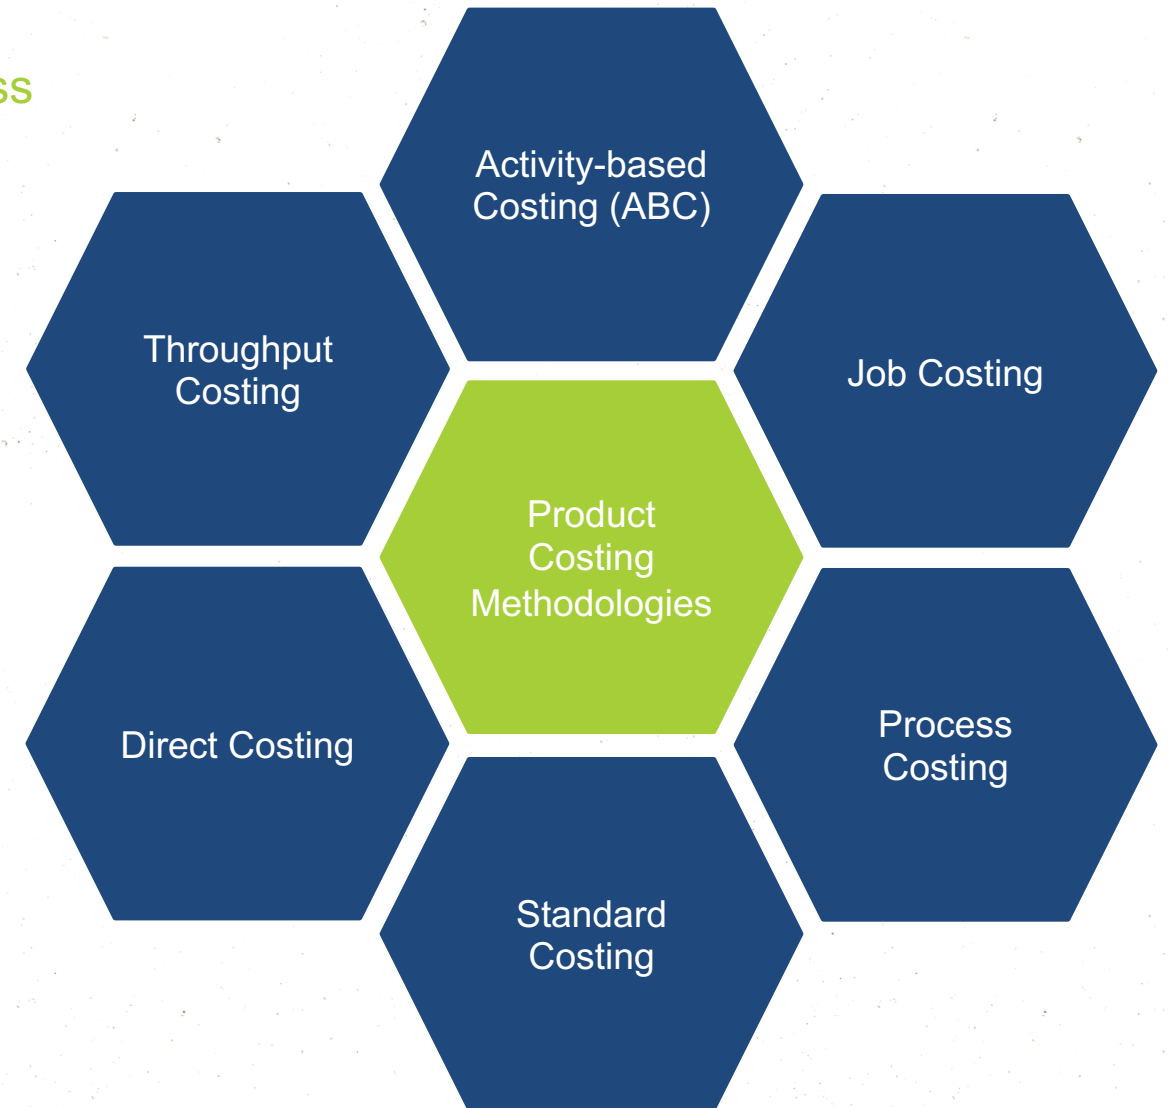 ss
Activity-based
Costing (ABC)
Throughput
Costing
Job Costing
Product
Costing
Methodologies
Direct Costing
Process
Costing
Standard
Costing